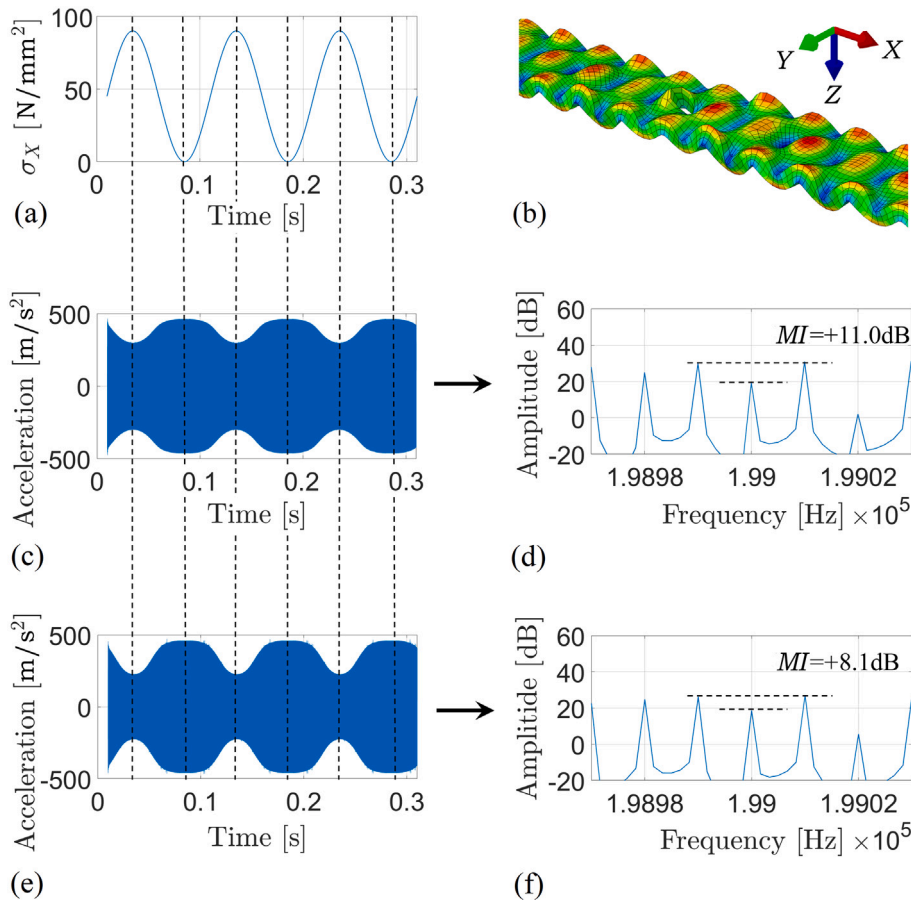 100
50
0
σX [N/mm²]
0 0.1 0.2 0.3
Time [s]
(a)
Y X
Z
(b)
500
0
-500
Acceleration [m/s²]
0 0.1 0.2 0.3
Time [s]
(c)
60
40
20
0
-20
Amplitude [dB]
MI=+11.0dB
1.9898 1.99 1.9902
Frequency [Hz] ×10⁵
(d)
500
0
-500
Acceleration [m/s²]
0 0.1 0.2 0.3
Time [s]
(e)
60
40
20
0
-20
Amplitide [dB]
MI=+8.1dB
1.9898 1.99 1.9902
Frequency [Hz] ×10⁵
(f)